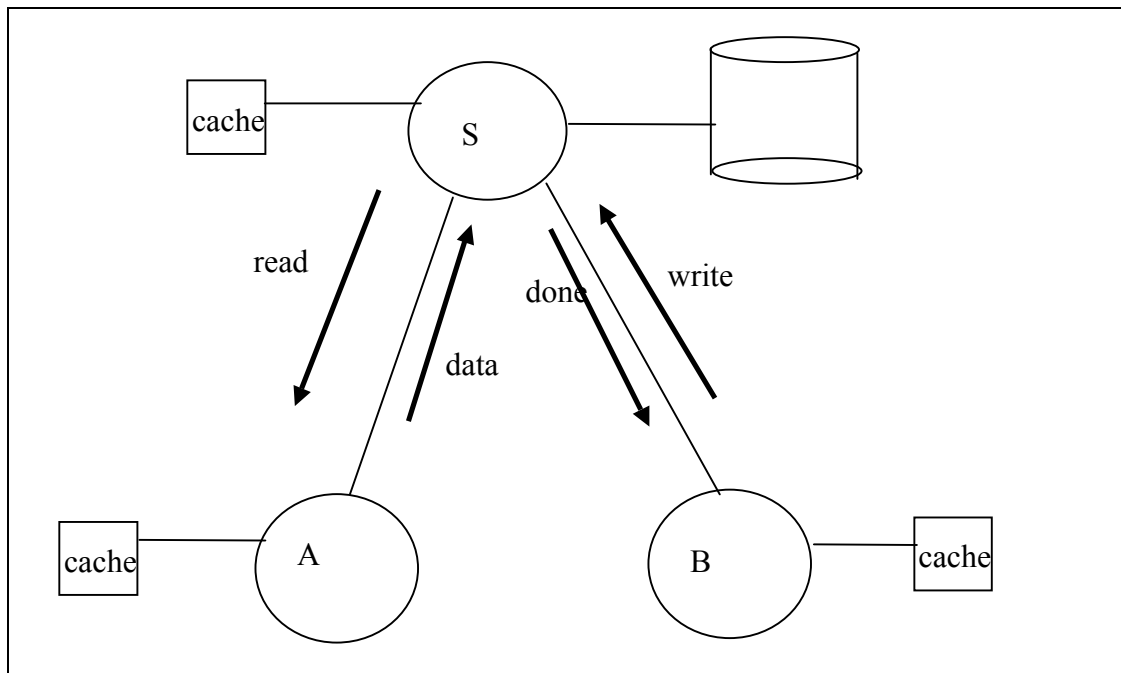 cache
S
read
done
write
data
A
B
cache
cache